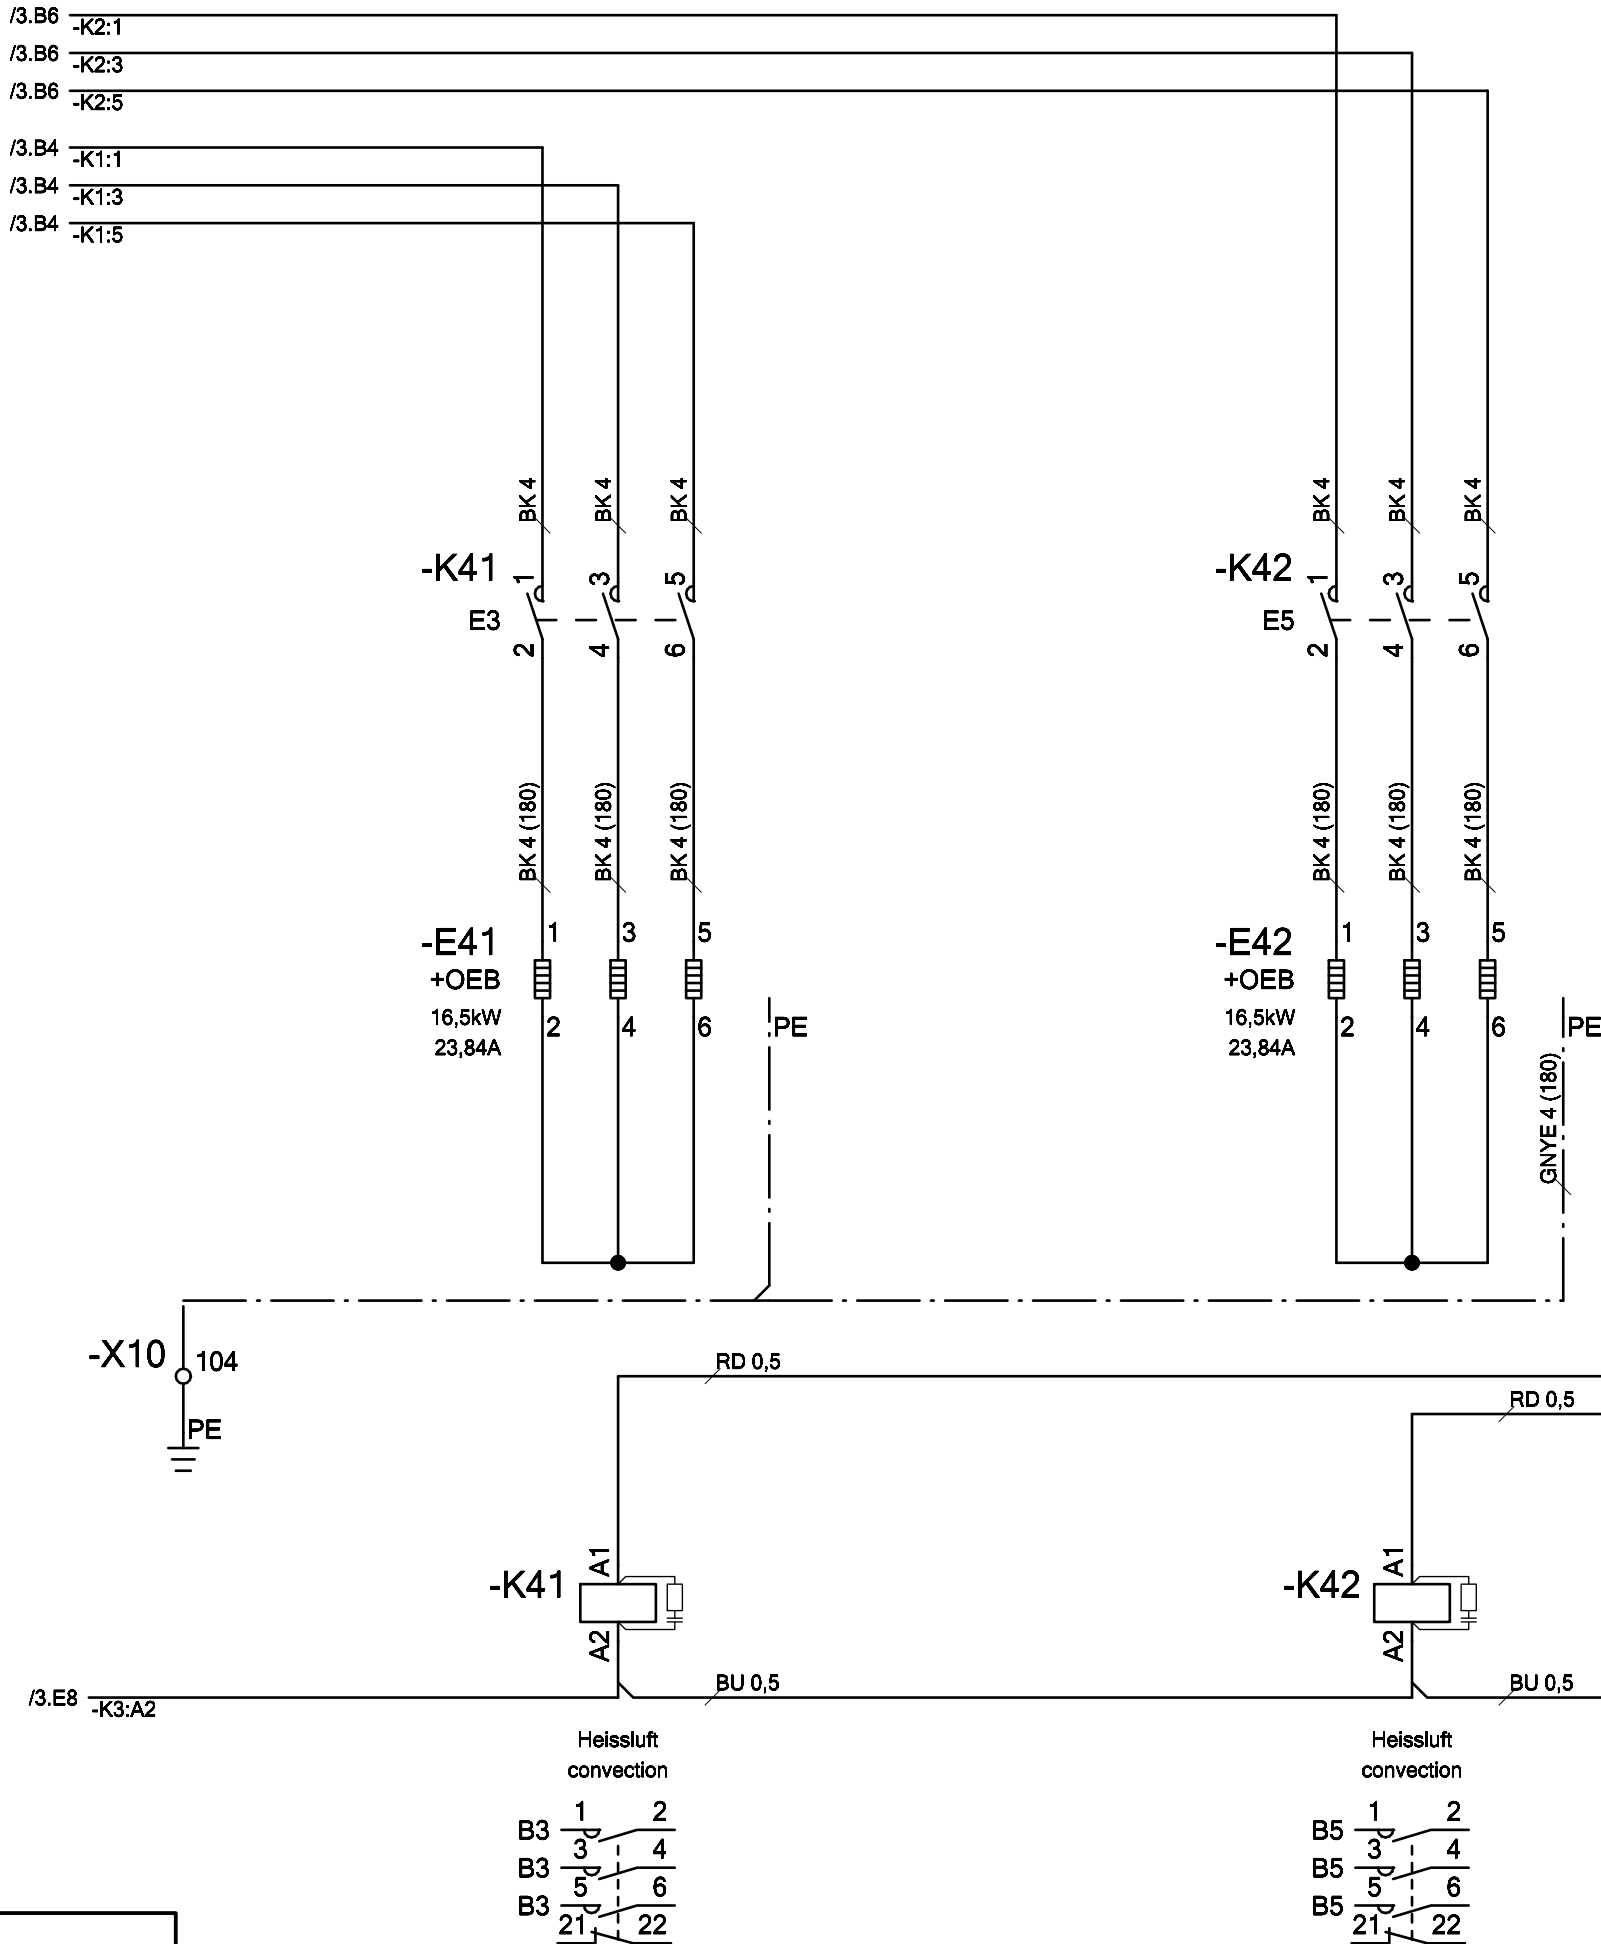 /3.B6 -K2:1
/3.B6 -K2:3
/3.B6 -K2:5
/3.B4 -K1:1
/3.B4 -K1:3
/3.B4 -K1:5
BK 4 BK 4 BK 4 BK 4 BK 4 BK 4
-K41 1 3 5 -K42 1 3 5
E3 E5
2 4 6 2 4 6
BK 4 (180) BK 4 (180) BK 4 (180) BK 4 (180) BK 4 (180) BK 4 (180)
-E41 1 3 5 -E42 1 3 5
+OEB +OEB
16,5kW 2 4 6 PE 16,5kW 2 4 6 PE
23,84A 23,84A
GNYE 4 (180)
-X10 104
RD 0,5
RD 0,5
PE
A1 A1
-K41 -K42
A2 A2
BU 0,5 BU 0,5
/3.E8 -K3:A2
Heissluft Heissluft
convection convection
1 2 1 2
B3 B5
3 4 3 4
B3 B5
5 6 5 6
B3 B5
21 22 21 22